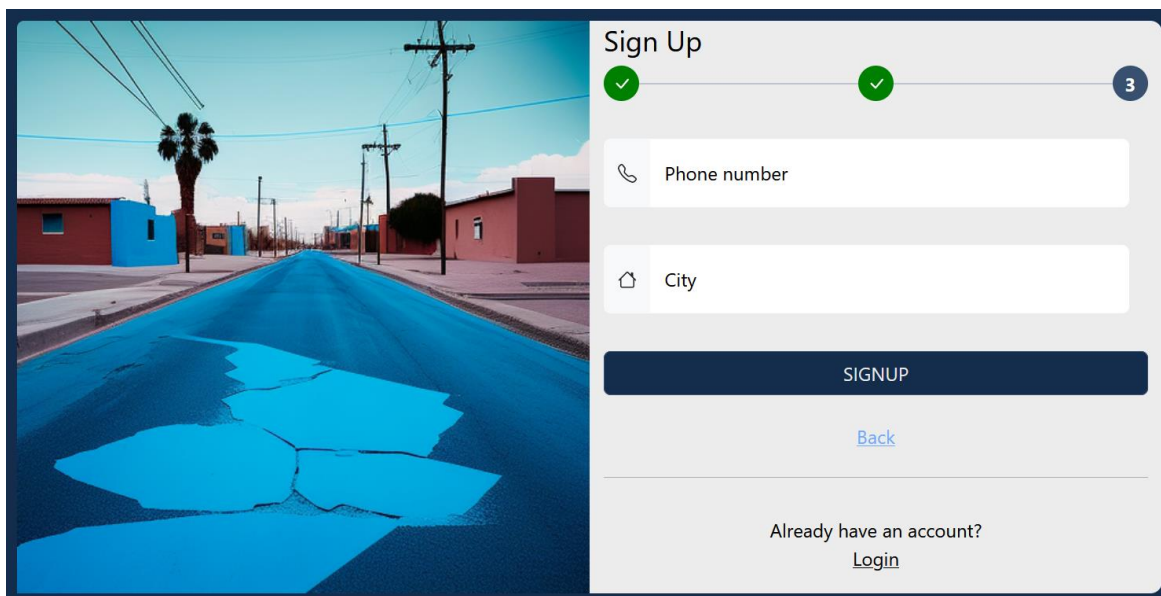 Sign Up
3
Phone number
City
SIGNUP
Back
Already have an account?
Login